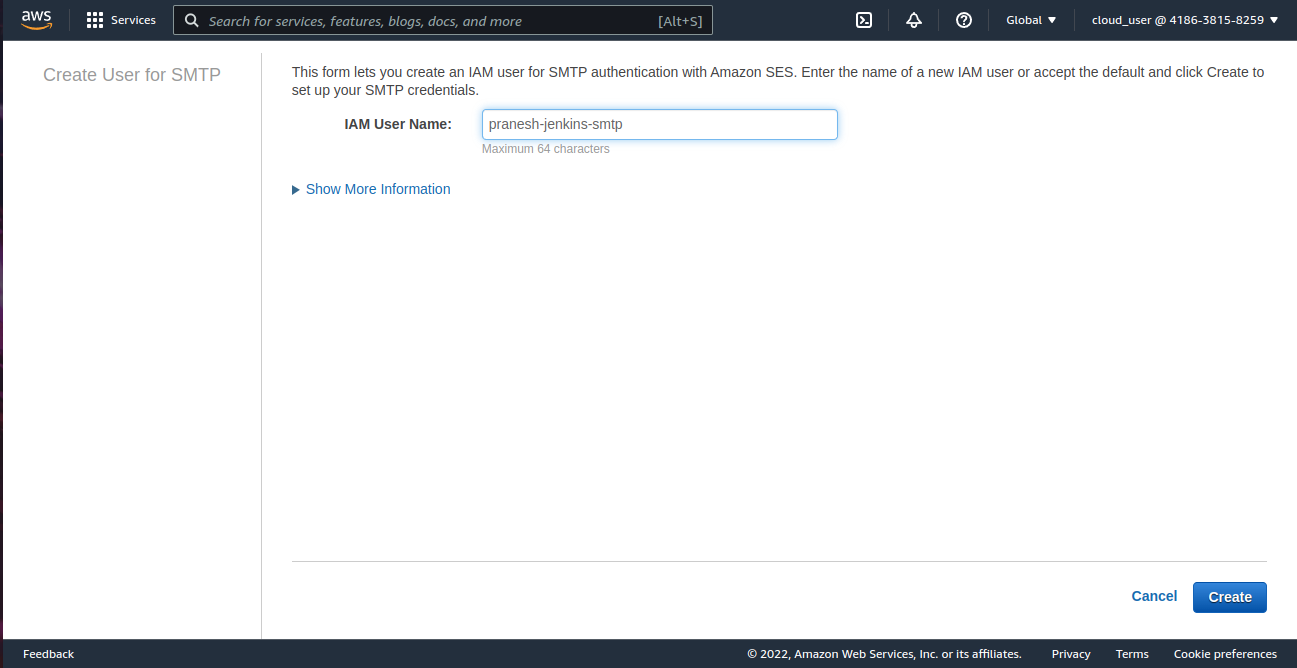 aws
Services
Search for services, features, blogs, docs, and more
[Alt+S]
Global
cloud_user @ 4186-3815-8259
Create User for SMTP
This form lets you create an IAM user for SMTP authentication with Amazon SES. Enter the name of a new IAM user or accept the default and click Create to
set up your SMTP credentials.
IAM User Name:
pranesh-jenkins-smtp
Maximum 64 characters
Show More Information
Cancel
Create
Feedback
© 2022, Amazon Web Services, Inc. or its affiliates.
Privacy
Terms
Cookie preferences